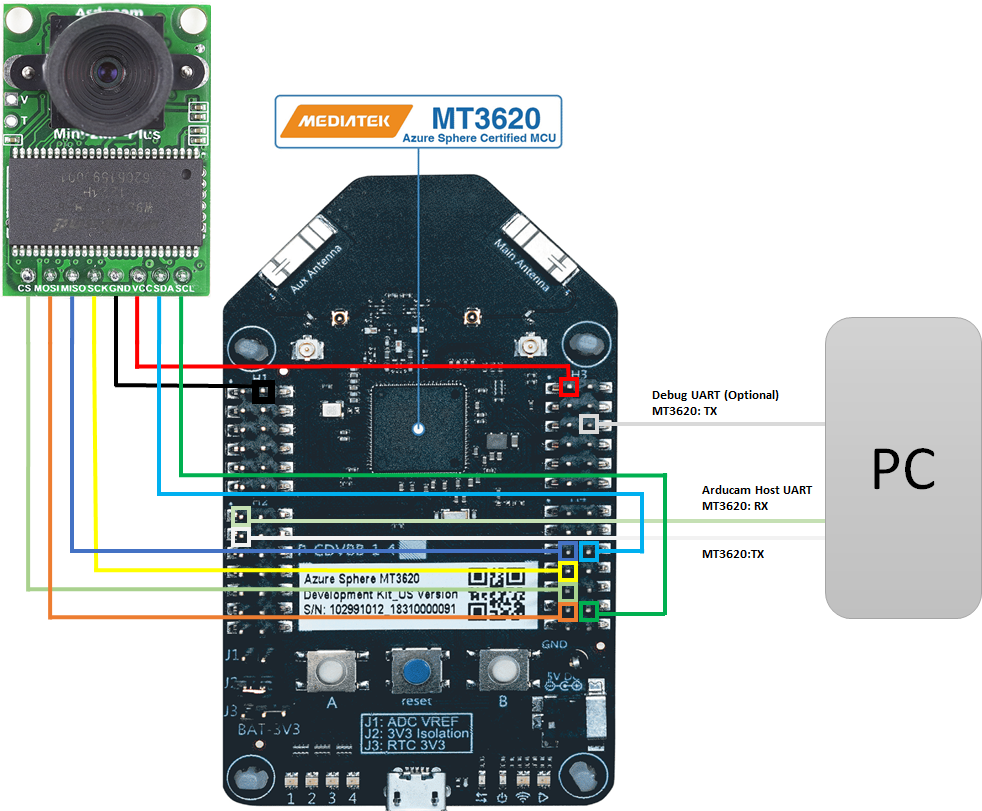 Arducam
V
T
Mini-2MP-Plus
CS MOSI MISO SCK GND VCC SDA SCL
MEDIATEK MT3620
Azure Sphere Certified MCU
Aux Antenna
Main Antenna
H1
H3
H2
Debug UART (Optional)
MT3620: TX
PC
Arducam Host UART
MT3620: RX
MT3620:TX
Azure Sphere MT3620
Development Kit_US Version
S/N: 102991012_18310000091
GND
5V DC
J1
J2
J3
BAT-3V3
A
reset
B
J1: ADC VREF
J2: 3V3 Isolation
J3: RTC 3V3
1 2 3 4